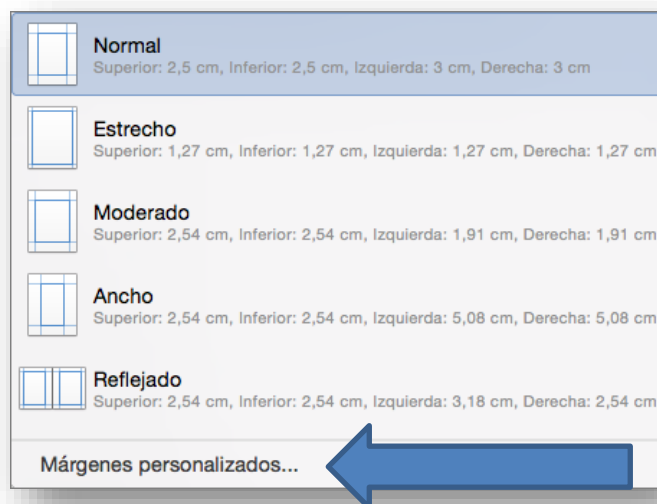 Normal
Superior: 2,5 cm, Inferior: 2,5 cm, Izquierda: 3 cm, Derecha: 3 cm
Estrecho
Superior: 1,27 cm, Inferior: 1,27 cm, Izquierda: 1,27 cm, Derecha: 1,27 cm
Moderado
Superior: 2,54 cm, Inferior: 2,54 cm, Izquierda: 1,91 cm, Derecha: 1,91 cm
Ancho
Superior: 2,54 cm, Inferior: 2,54 cm, Izquierda: 5,08 cm, Derecha: 5,08 cm
Reflejado
Superior: 2,54 cm, Inferior: 2,54 cm, Izquierda: 3,18 cm, Derecha: 2,54 cm
Márgenes personalizados...